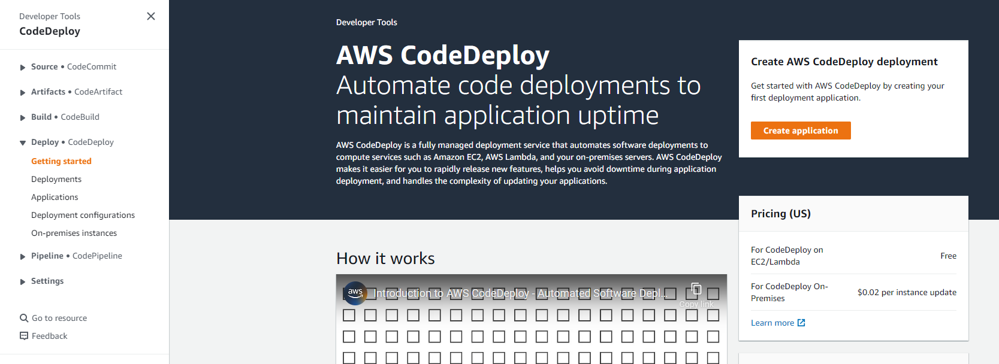 Developer Tools
CodeDeploy
Source • CodeCommit
Artifacts • CodeArtifact
Build • CodeBuild
Deploy • CodeDeploy
Getting started
Deployments
Applications
Deployment configurations
On-premises instances
Pipeline • CodePipeline
Settings
Go to resource
Feedback
Developer Tools
AWS CodeDeploy
Automate code deployments to
maintain application uptime
AWS CodeDeploy is a fully managed deployment service that automates software deployments to
compute services such as Amazon EC2, AWS Lambda, and your on-premises servers. AWS CodeDeploy
makes it easier for you to rapidly release new features, helps you avoid downtime during application
deployment, and handles the complexity of updating your applications.
Create AWS CodeDeploy deployment
Get started with AWS CodeDeploy by creating your
first deployment application.
Create application
Pricing (US)
For CodeDeploy on
EC2/Lambda
Free
For CodeDeploy On-
Premises
$0.02 per instance update
Learn more
How it works
aws
Introduction to AWS CodeDeploy - Automated Software Depl...
Copy link